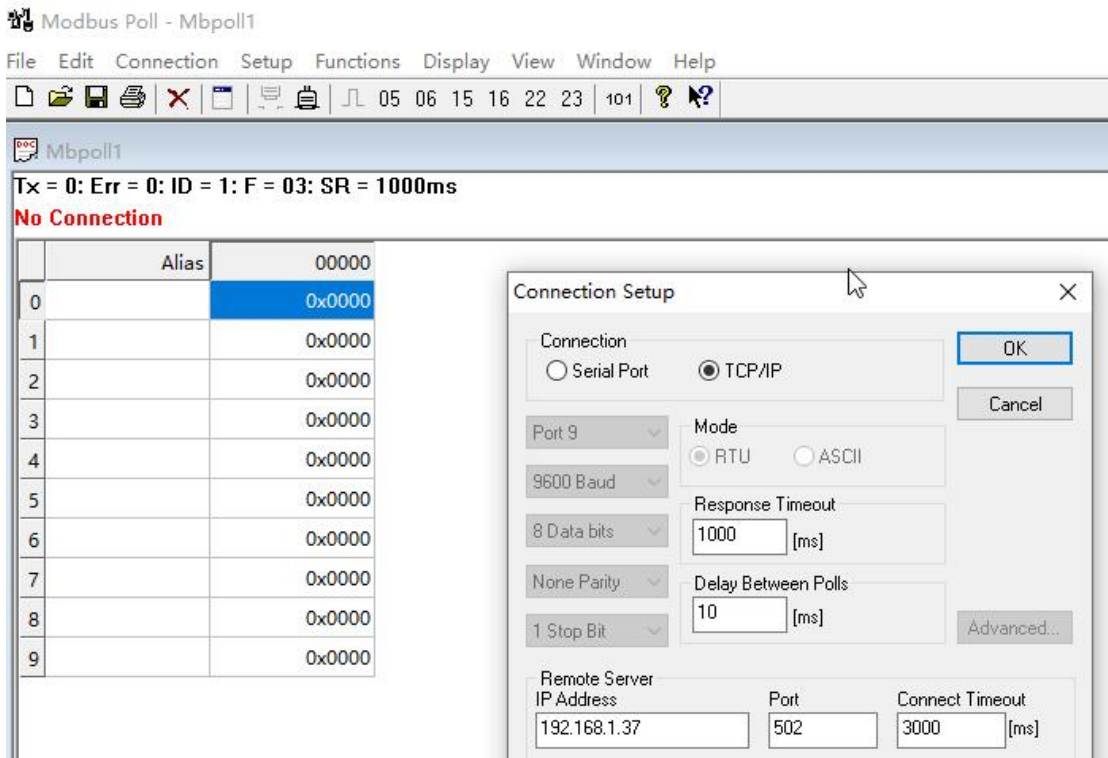 Modbus Poll - Mbpoll1
File Edit Connection Setup Functions Display View Window Help
05 06 15 16 22 23 101
Mbpoll1
Tx = 0: Err = 0: ID = 1: F = 03: SR = 1000ms
No Connection
Alias 00000
0 0x0000
1 0x0000
2 0x0000
3 0x0000
4 0x0000
5 0x0000
6 0x0000
7 0x0000
8 0x0000
9 0x0000
Connection Setup
Connection
Serial Port TCP/IP
OK
Cancel
Port 9
9600 Baud
8 Data bits
None Parity
1 Stop Bit
Mode
RTU ASCII
Response Timeout
1000 [ms]
Delay Between Polls
10 [ms]
Advanced...
Remote Server
IP Address Port Connect Timeout
192.168.1.37 502 3000 [ms]